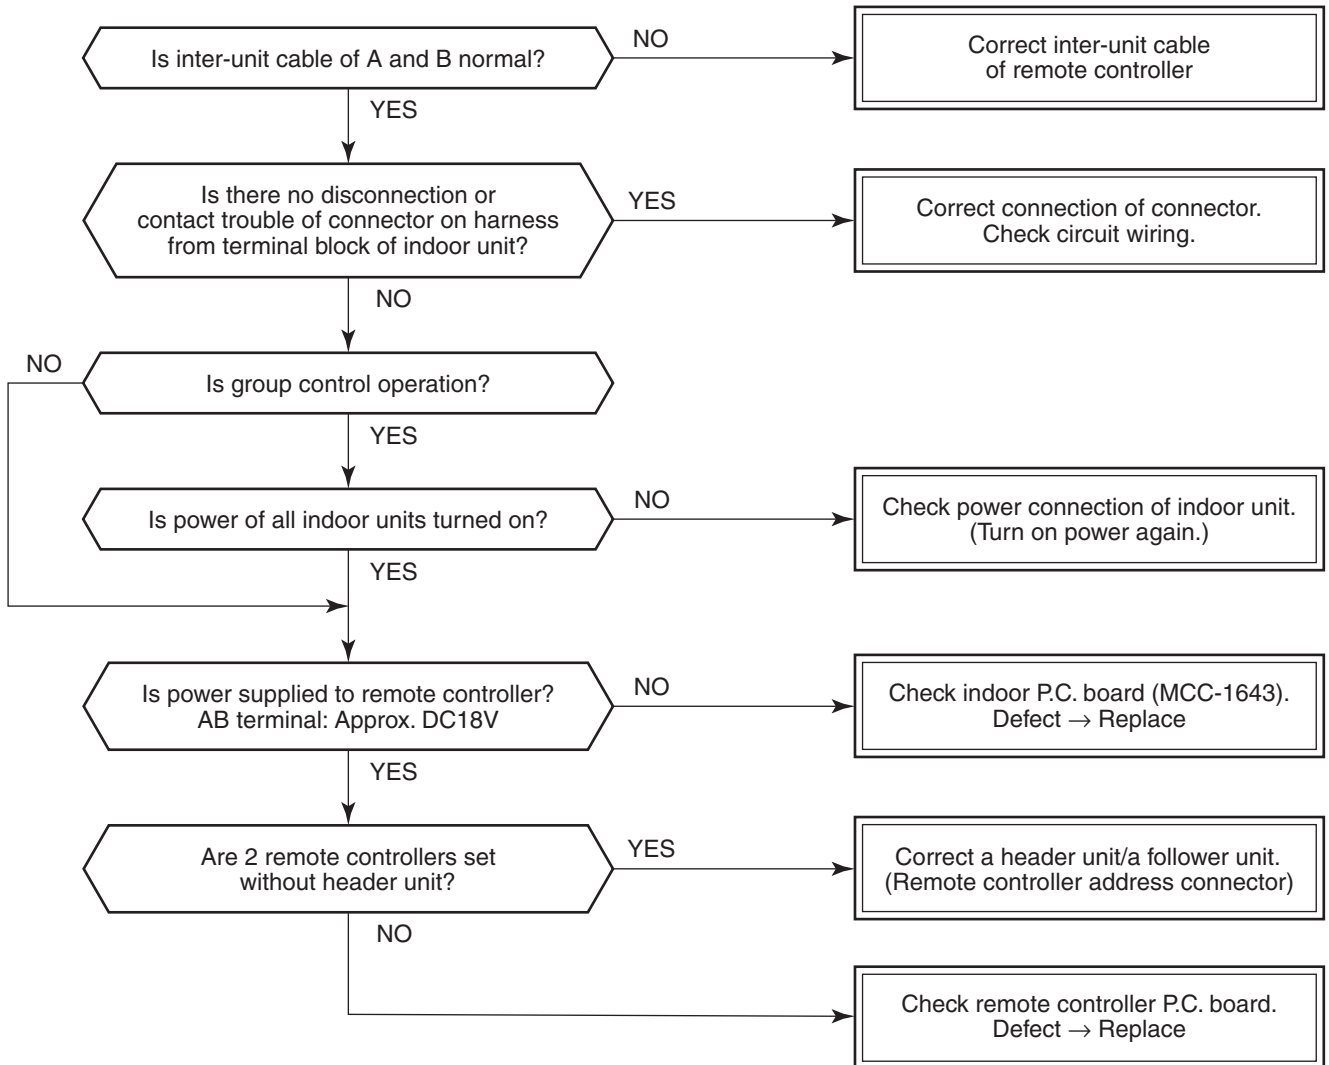 Is inter-unit cable of A and B normal?
NO
Correct inter-unit cable
of remote controller
YES
Is there no disconnection or
contact trouble of connector on harness
from terminal block of indoor unit?
YES
Correct connection of connector.
Check circuit wiring.
NO
NO
Is group control operation?
YES
Is power of all indoor units turned on?
NO
Check power connection of indoor unit.
(Turn on power again.)
YES
Is power supplied to remote controller?
AB terminal: Approx. DC18V
NO
Check indoor P.C. board (MCC-1643).
Defect → Replace
YES
Are 2 remote controllers set
without header unit?
YES
Correct a header unit/a follower unit.
(Remote controller address connector)
NO
Check remote controller P.C. board.
Defect → Replace